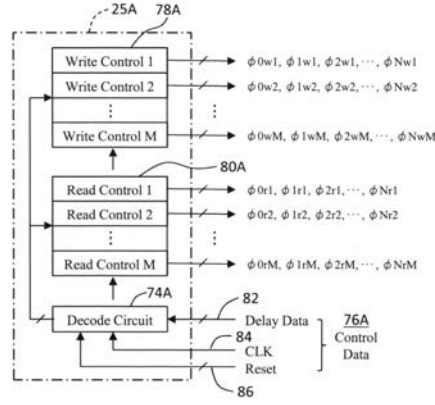 25A
78A
Write Control 1
ϕ0w1, ϕ1w1, ϕ2w1, ⋯, ϕNw1
Write Control 2
ϕ0w2, ϕ1w2, ϕ2w2, ⋯, ϕNw2
Write Control M
ϕ0wM, ϕ1wM, ϕ2wM, ⋯, ϕNwM
80A
Read Control 1
ϕ0r1, ϕ1r1, ϕ2r1, ⋯, ϕNr1
Read Control 2
ϕ0r2, ϕ1r2, ϕ2r2, ⋯, ϕNr2
Read Control M
ϕ0rM, ϕ1rM, ϕ2rM, ⋯, ϕNrM
74A
82
Decode Circuit
Delay Data
76A
84
Control
CLK
Data
Reset
86